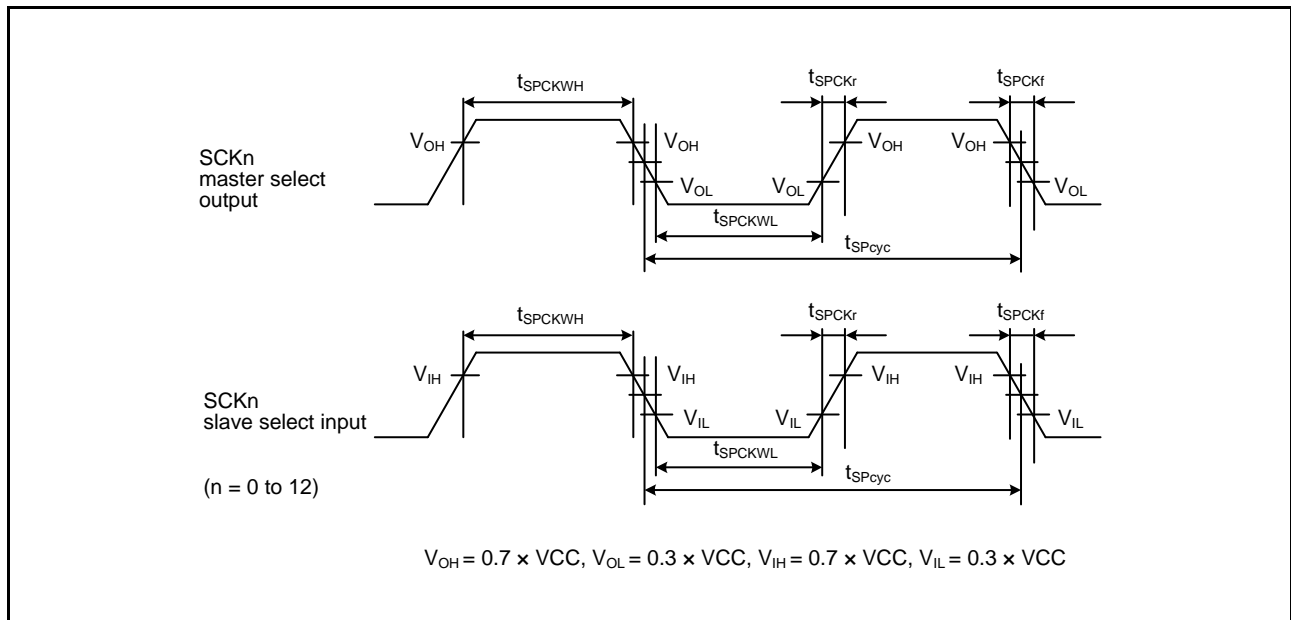 tSPCKWH
tSPCKr
tSPCKf
VOH
VOH
VOH
VOH
SCKn
master select
output
VOL
VOL
VOL
tSPCKWL
tSPcyc
tSPCKWH
tSPCKr
tSPCKf
VIH
VIH
VIH
VIH
SCKn
slave select input
VIL
VIL
VIL
tSPCKWL
tSPcyc
(n = 0 to 12)
VOH = 0.7 × VCC, VOL = 0.3 × VCC, VIH = 0.7 × VCC, VIL = 0.3 × VCC